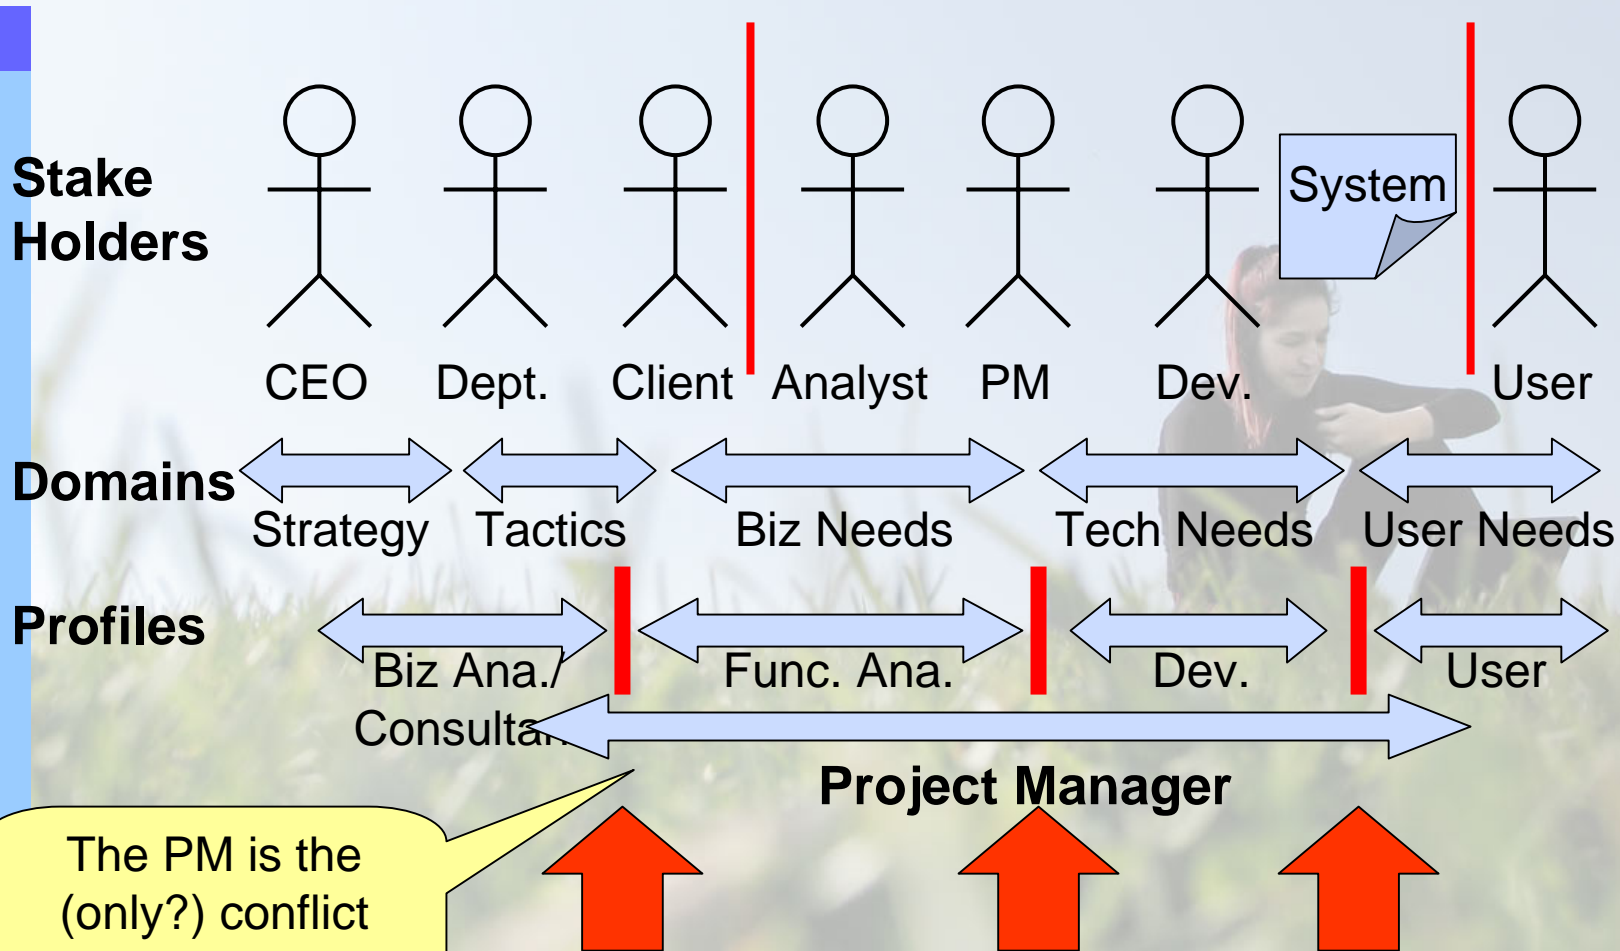 Stake
Holders
System
CEO Dept. Client Analyst PM Dev. User
Domains
Strategy Tactics Biz Needs Tech Needs User Needs
Profiles
Biz Ana./ Func. Ana. Dev. User
Consultan
Project Manager
The PM is the
(only?) conflict